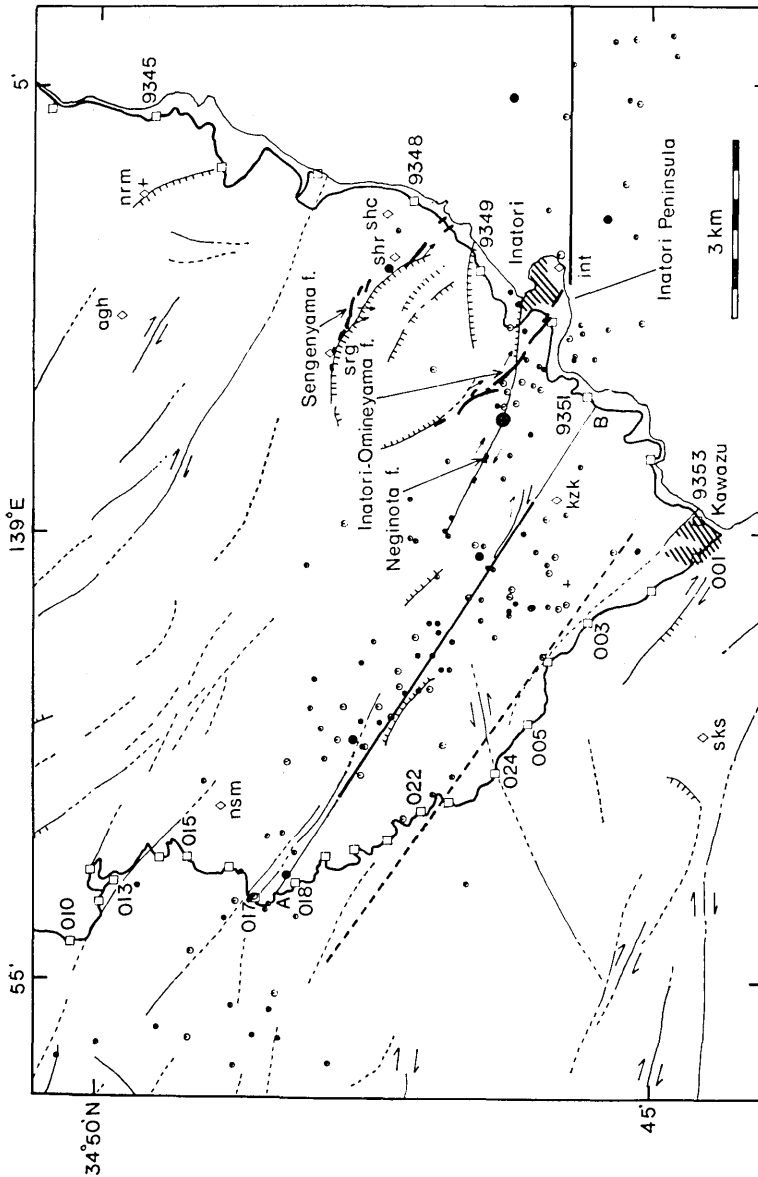 5'
139°E
55'
34°50'N
45'
9345
nrm
agh
9348
shc
shr
srg
Sengenyama f.
9349
Inatori
Inatori-Omineyama f.
Neginota f.
int
Inatori Peninsula
3 km
9351
B
kzk
9353
Kawazu
001
003
005
024
022
sks
nsm
010
013
015
017
A
018